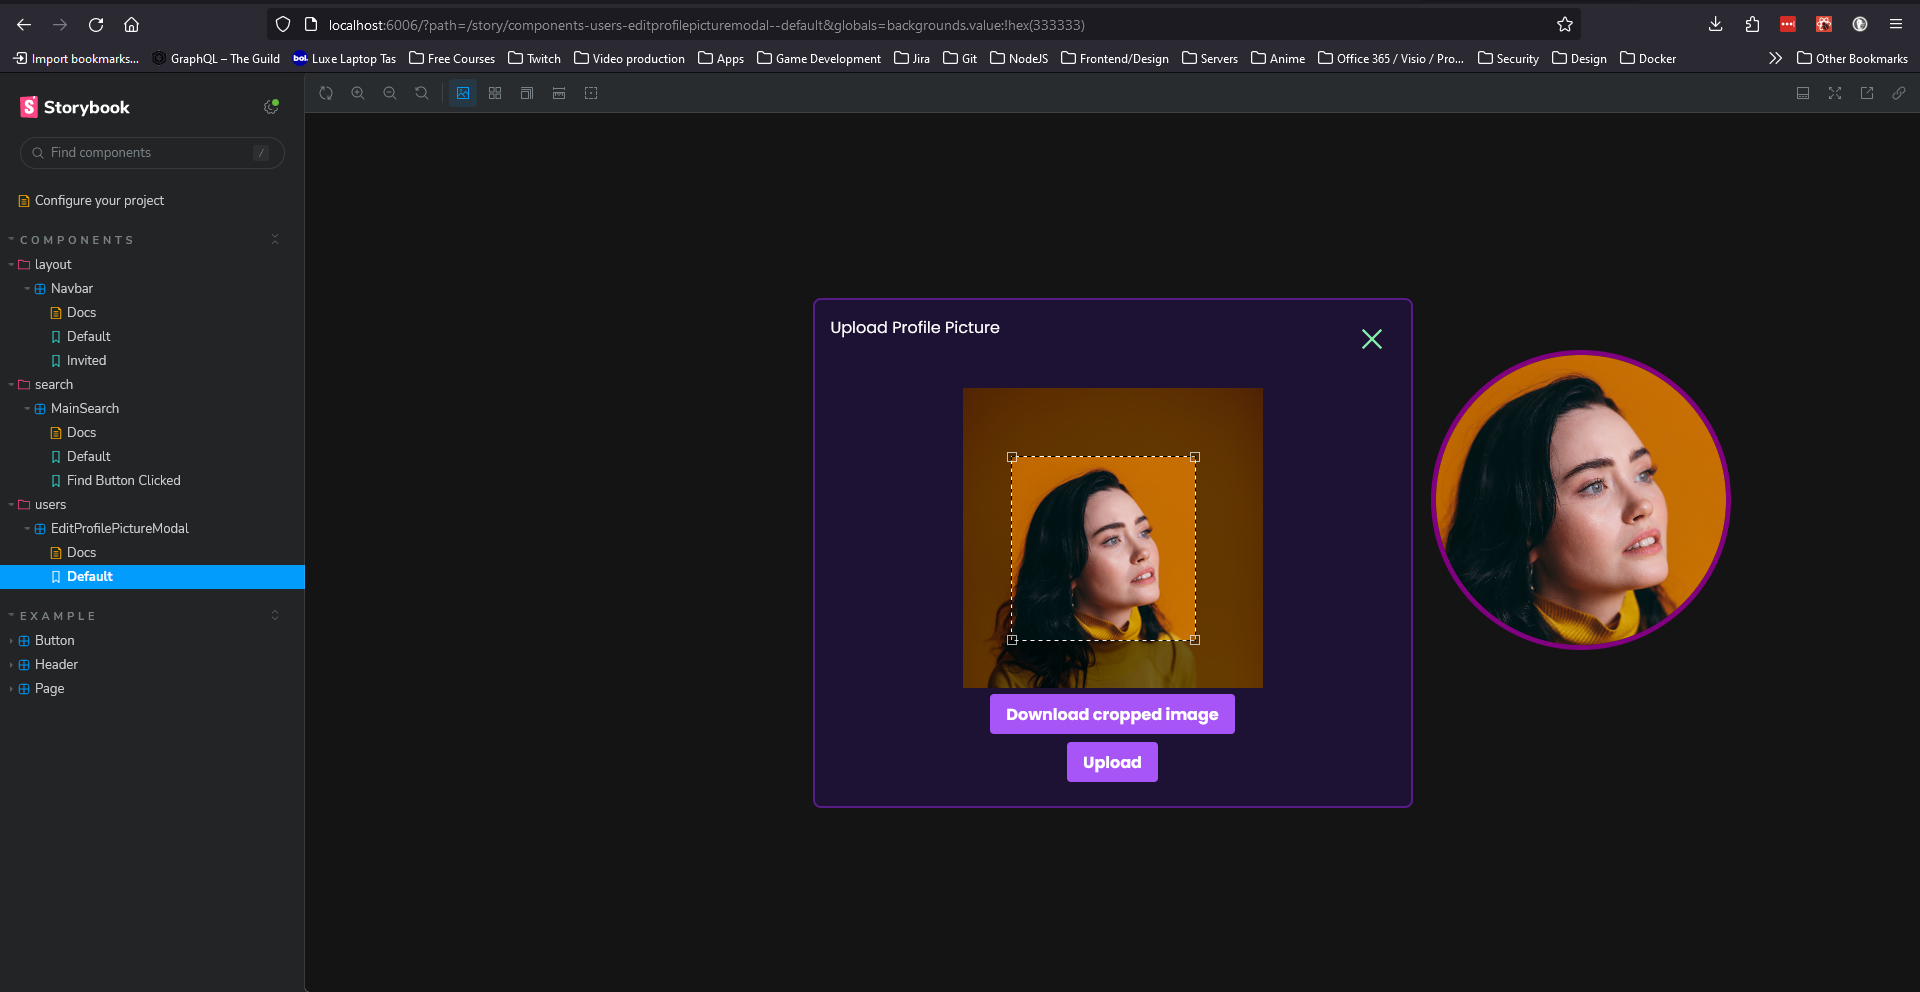 localhost:6006/?path=/story/components-users-editprofilepicturemodal--default&globals=backgrounds.value:!hex(333333)
Import bookmarks... GraphQL – The Guild bol. Luxe Laptop Tas Free Courses Twitch Video production Apps Game Development Jira Git NodeJS Frontend/Design Servers Anime Office 365 / Visio / Pro... Security Design Docker Other Bookmarks
Storybook
Find components /
Configure your project
COMPONENTS
layout
Navbar
Docs
Default
Invited
search
MainSearch
Docs
Default
Find Button Clicked
users
EditProfilePictureModal
Docs
Default
EXAMPLE
Button
Header
Page
Upload Profile Picture
Download cropped image
Upload